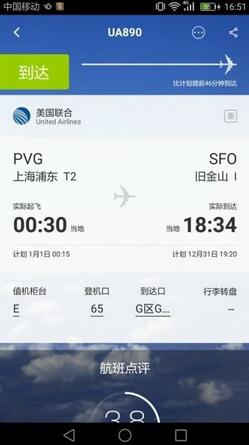 中国移动 16:51
UA890
到达
比计划提前46分钟到达
美国联合
United Airlines
PVG SFO
上海浦东 T2 旧金山 I
实际起飞 实际到达
00:30 当地 18:34 当地
计划 1月1日 00:15 计划 12月31日 19:20
值机柜台 登机口 到达口 行李转盘
E 65 G区G... --
航班点评
3.8